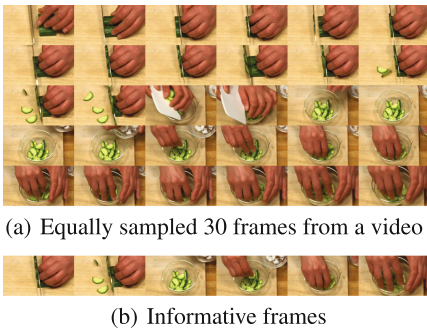 (a) Equally sampled 30 frames from a video
(b) Informative frames